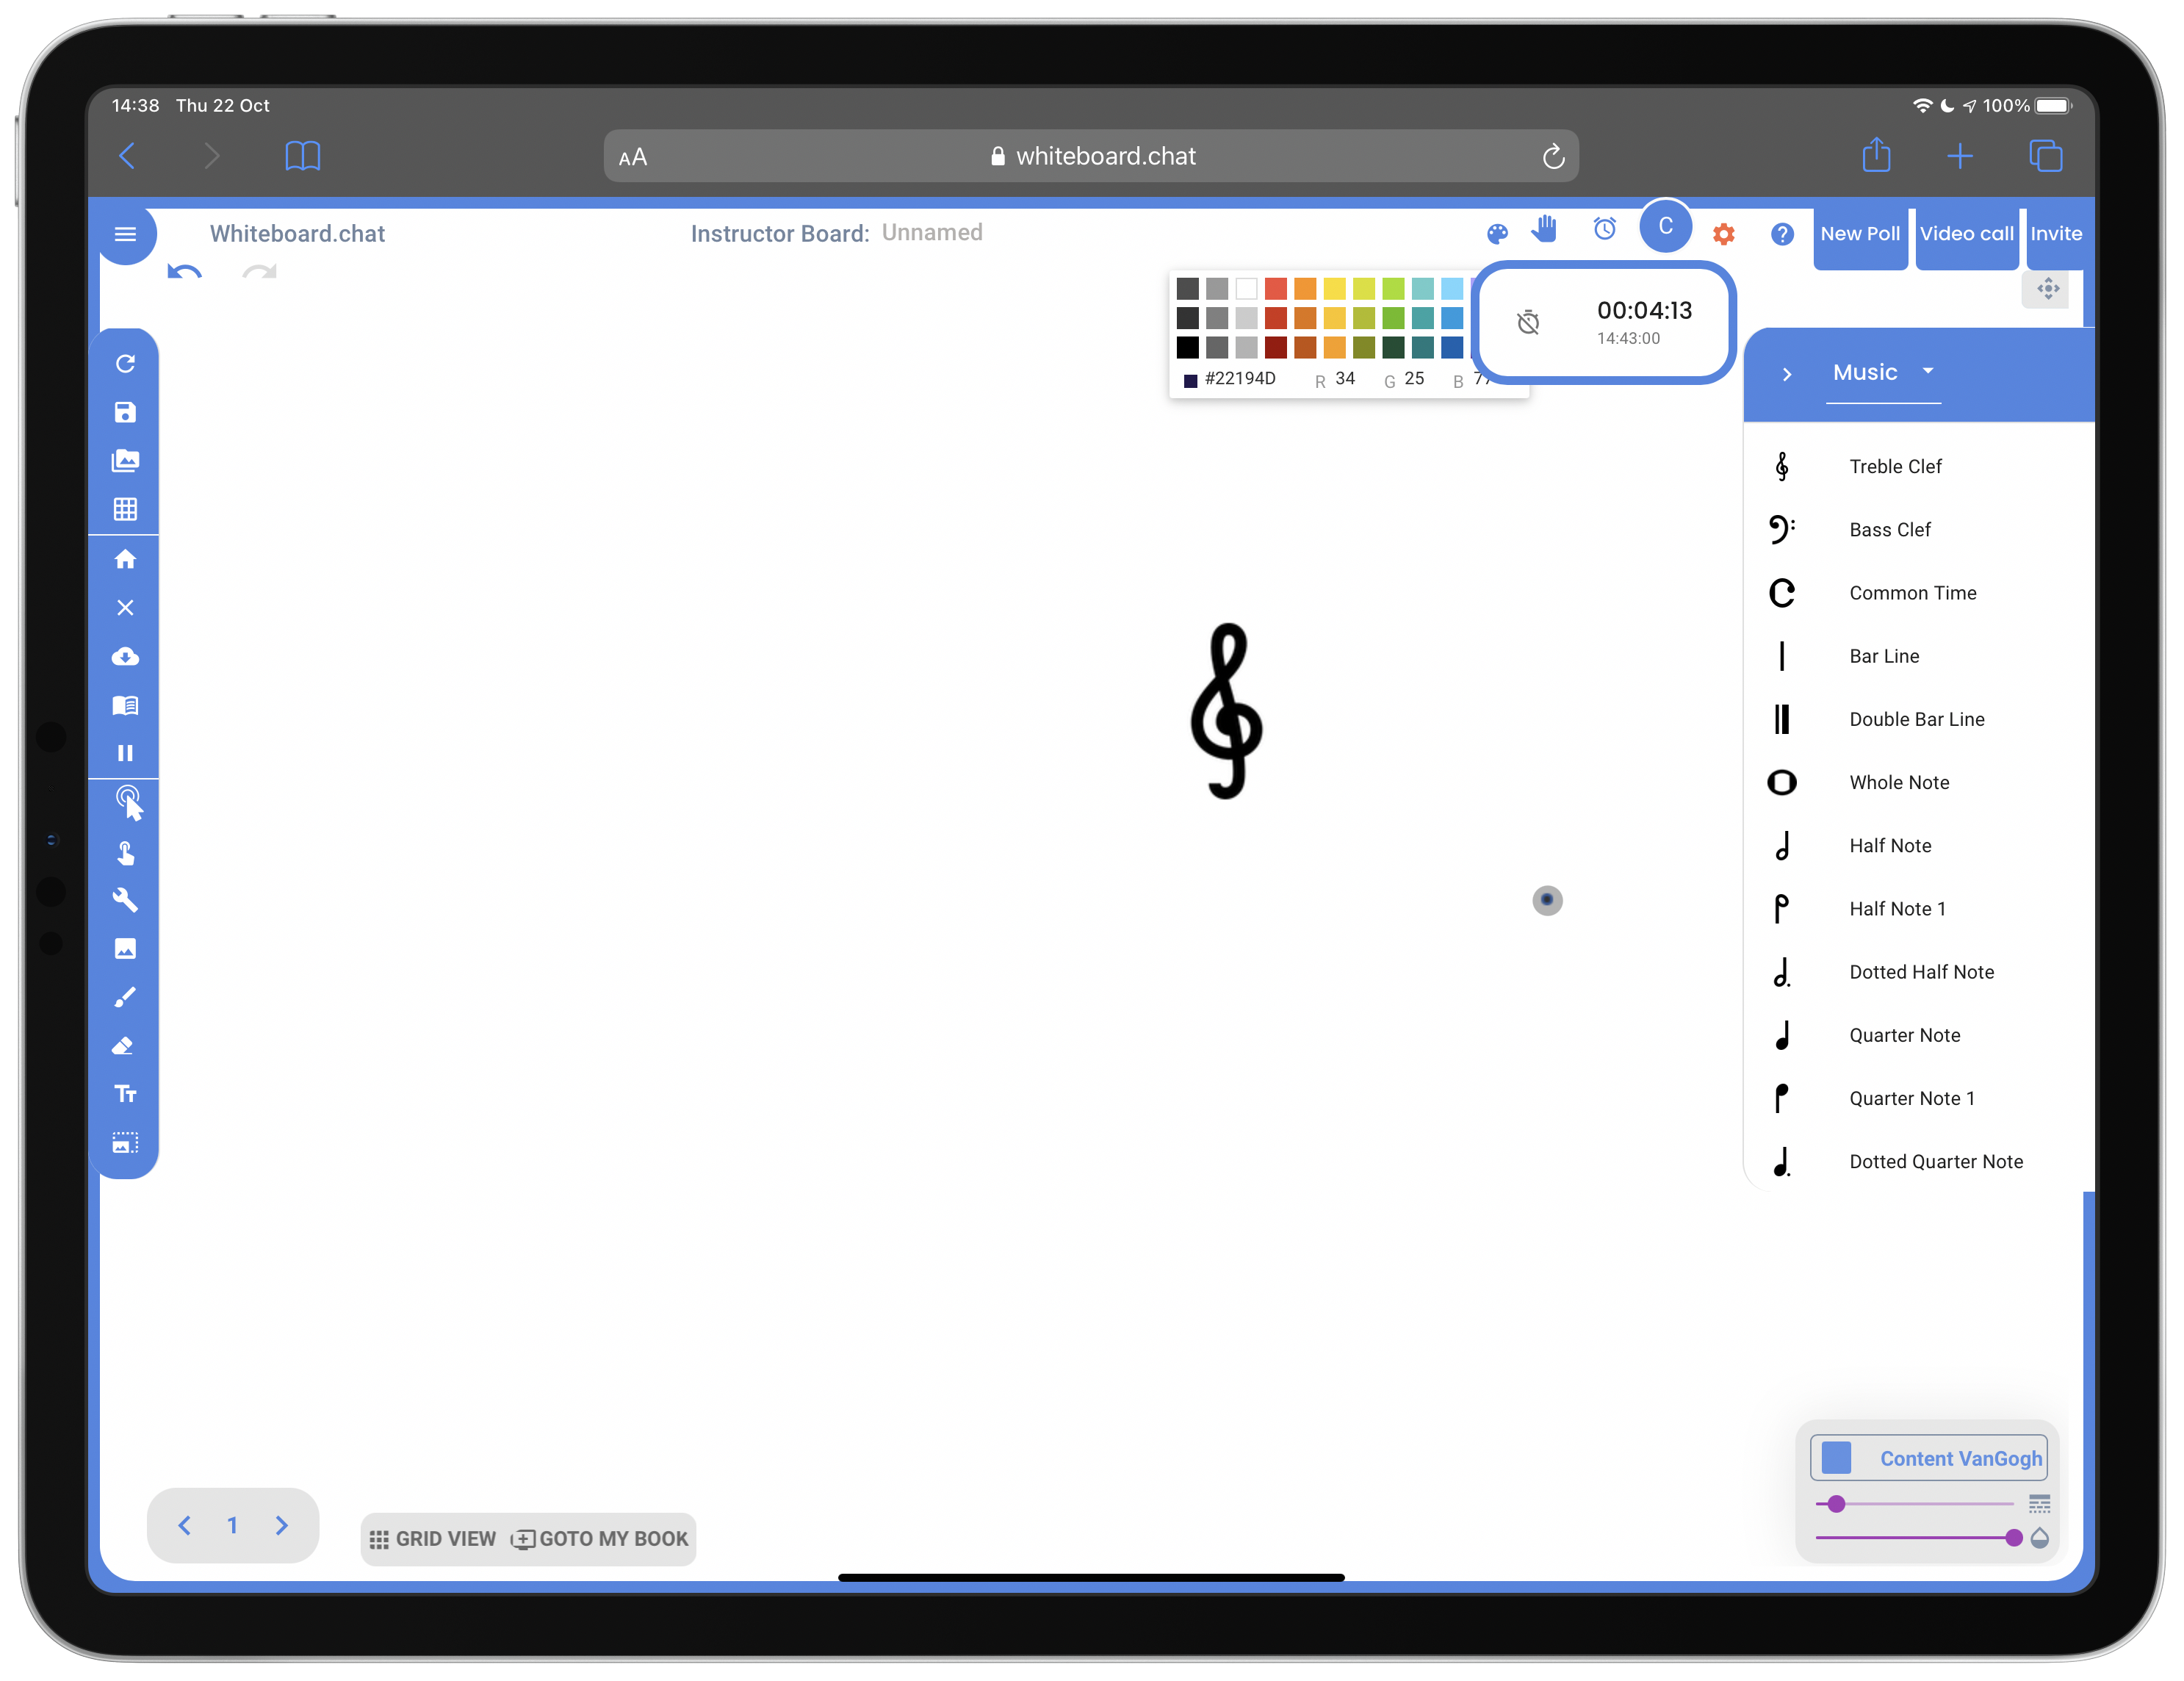 14:38 Thu 22 Oct
100%
AA
whiteboard.chat
Whiteboard.chat
Instructor Board: Unnamed
C
New Poll
Video call
Invite
#22194D
R 34
G 25
B 77
00:04:13
14:43:00
Music
Treble Clef
Bass Clef
Common Time
Bar Line
Double Bar Line
Whole Note
Half Note
Half Note 1
Dotted Half Note
Quarter Note
Quarter Note 1
Dotted Quarter Note
Tт
Content VanGogh
1
GRID VIEW
GOTO MY BOOK